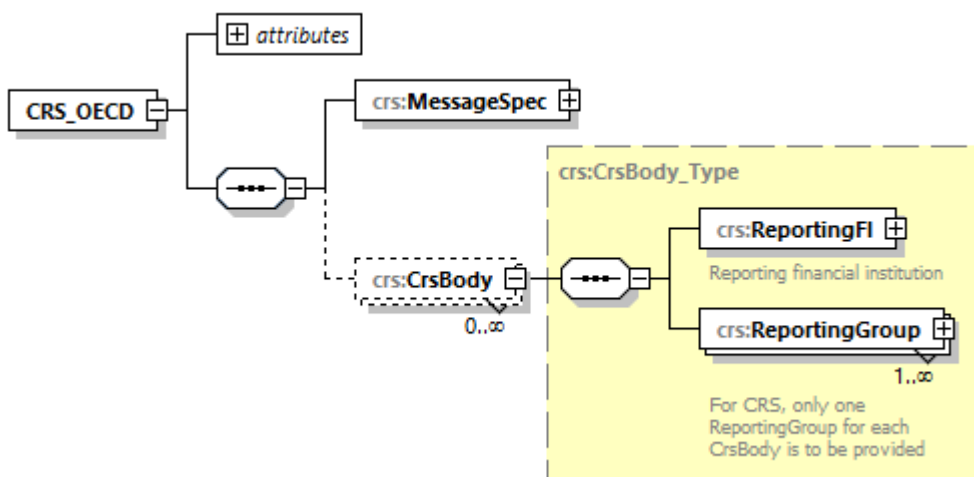 attributes
CRS_OECD
crs:MessageSpec
crs:CrsBody_Type
crs:ReportingFI
Reporting financial institution
crs:CrsBody
0..∞
crs:ReportingGroup
1..∞
For CRS, only one
ReportingGroup for each
CrsBody is to be provided